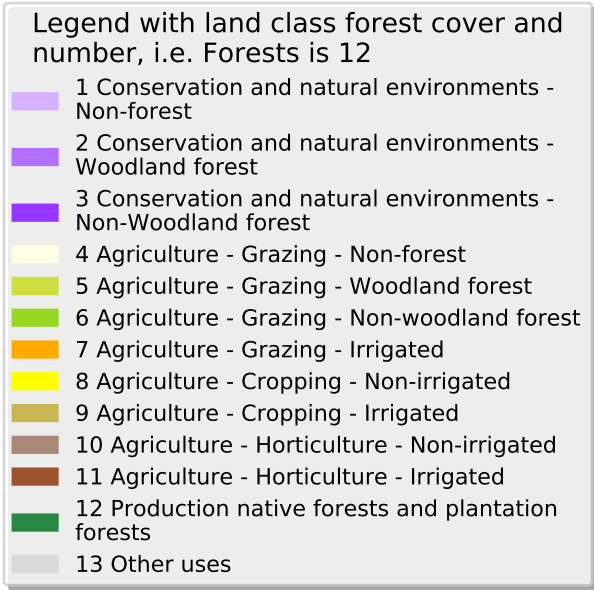 Legend with land class forest cover and
number, i.e. Forests is 12
1 Conservation and natural environments -
Non-forest
2 Conservation and natural environments -
Woodland forest
3 Conservation and natural environments -
Non-Woodland forest
4 Agriculture - Grazing - Non-forest
5 Agriculture - Grazing - Woodland forest
6 Agriculture - Grazing - Non-woodland forest
7 Agriculture - Grazing - Irrigated
8 Agriculture - Cropping - Non-irrigated
9 Agriculture - Cropping - Irrigated
10 Agriculture - Horticulture - Non-irrigated
11 Agriculture - Horticulture - Irrigated
12 Production native forests and plantation
forests
13 Other uses